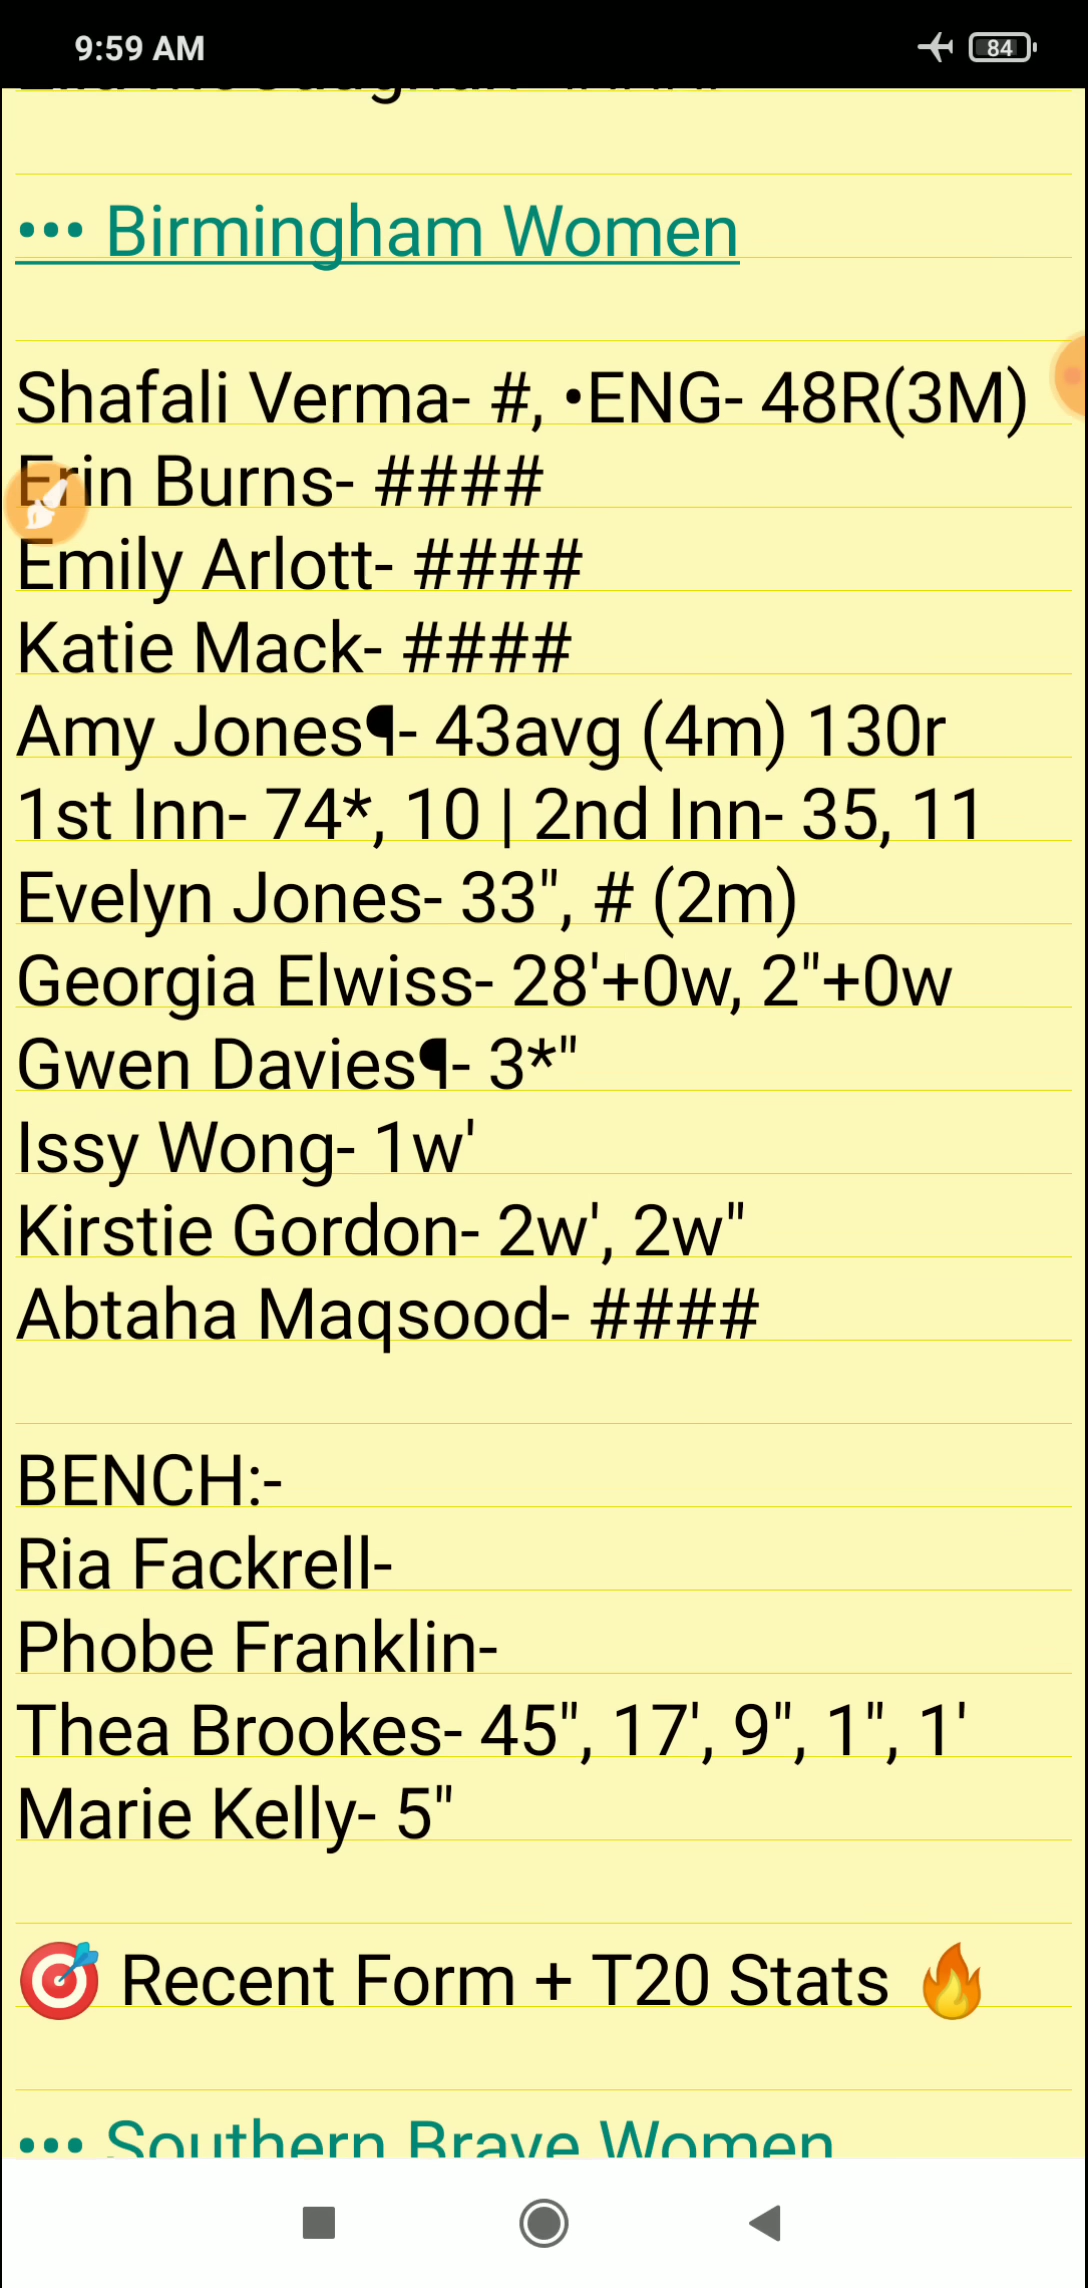 9:59 AM
84
••• Birmingham Women
Shafali Verma- #, •ENG- 48R(3M)
Erin Burns- ####
Emily Arlott- ####
Katie Mack- ####
Amy Jones¶- 43avg (4m) 130r
1st Inn- 74*, 10 | 2nd Inn- 35, 11
Evelyn Jones- 33", # (2m)
Georgia Elwiss- 28'+0w, 2"+0w
Gwen Davies¶- 3*"
Issy Wong- 1w'
Kirstie Gordon- 2w', 2w"
Abtaha Maqsood- ####
BENCH:-
Ria Fackrell-
Phobe Franklin-
Thea Brookes- 45", 17', 9", 1", 1'
Marie Kelly- 5"
🎯 Recent Form + T20 Stats 🔥
••• Southern Brave Women